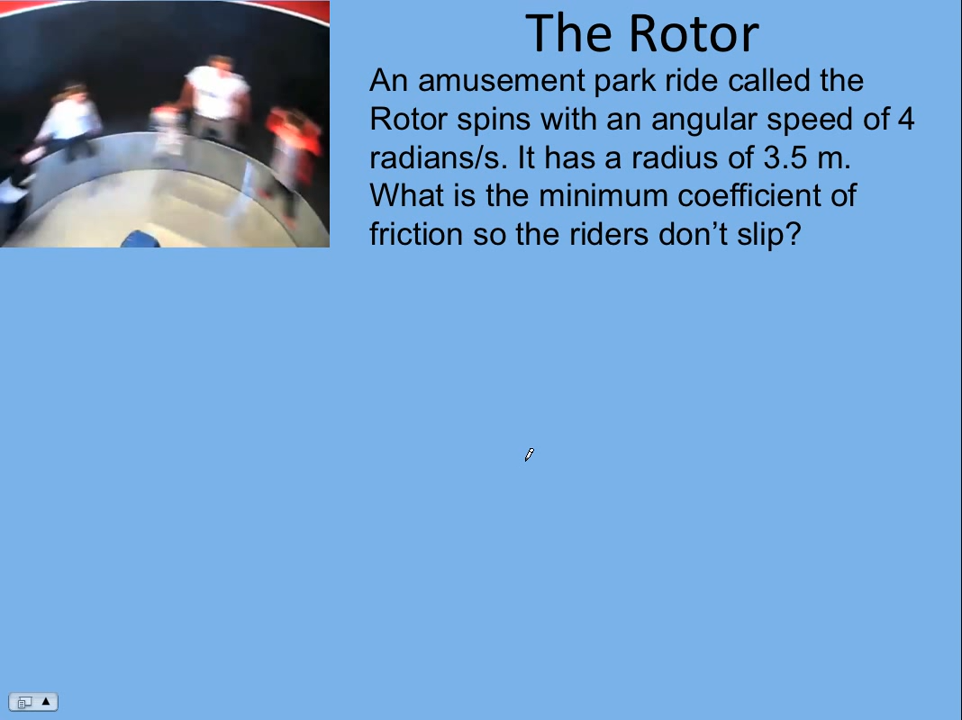 The Rotor
An amusement park ride called the
Rotor spins with an angular speed of 4
radians/s. It has a radius of 3.5 m.
What is the minimum coefficient of
friction so the riders don’t slip?